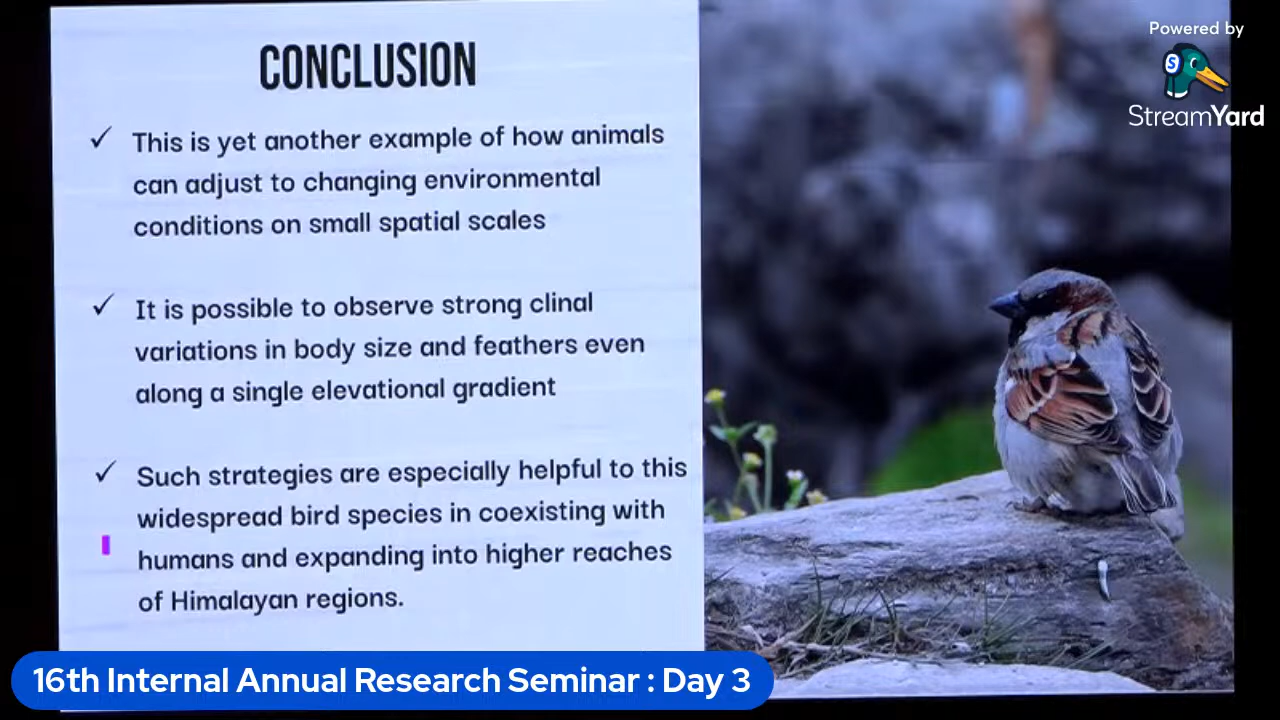 CONCLUSION
✓ This is yet another example of how animals
can adjust to changing environmental
conditions on small spatial scales
✓ It is possible to observe strong clinal
variations in body size and feathers even
along a single elevational gradient
✓ Such strategies are especially helpful to this
widespread bird species in coexisting with
humans and expanding into higher reaches
of Himalayan regions.
Powered by
S
StreamYard
16th Internal Annual Research Seminar : Day 3